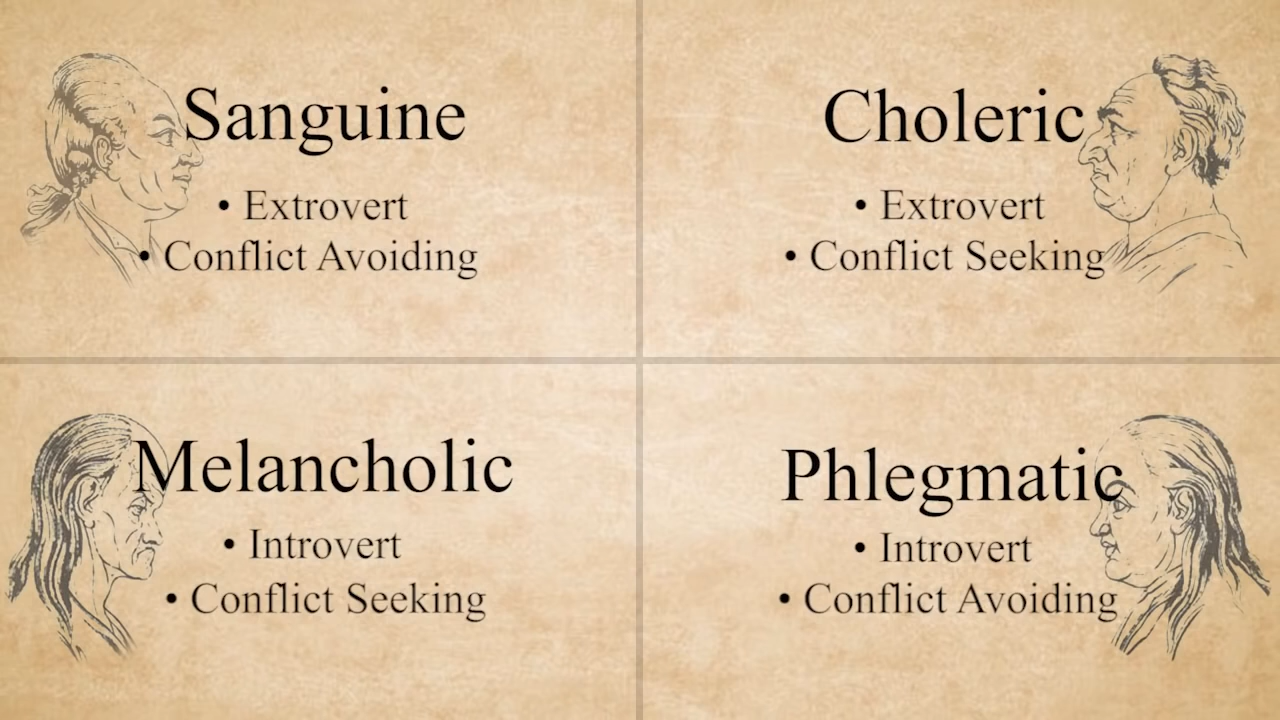 Sanguine
• Extrovert
• Conflict Avoiding
Choleric
• Extrovert
• Conflict Seeking
Melancholic
• Introvert
• Conflict Seeking
Phlegmatic
• Introvert
• Conflict Avoiding